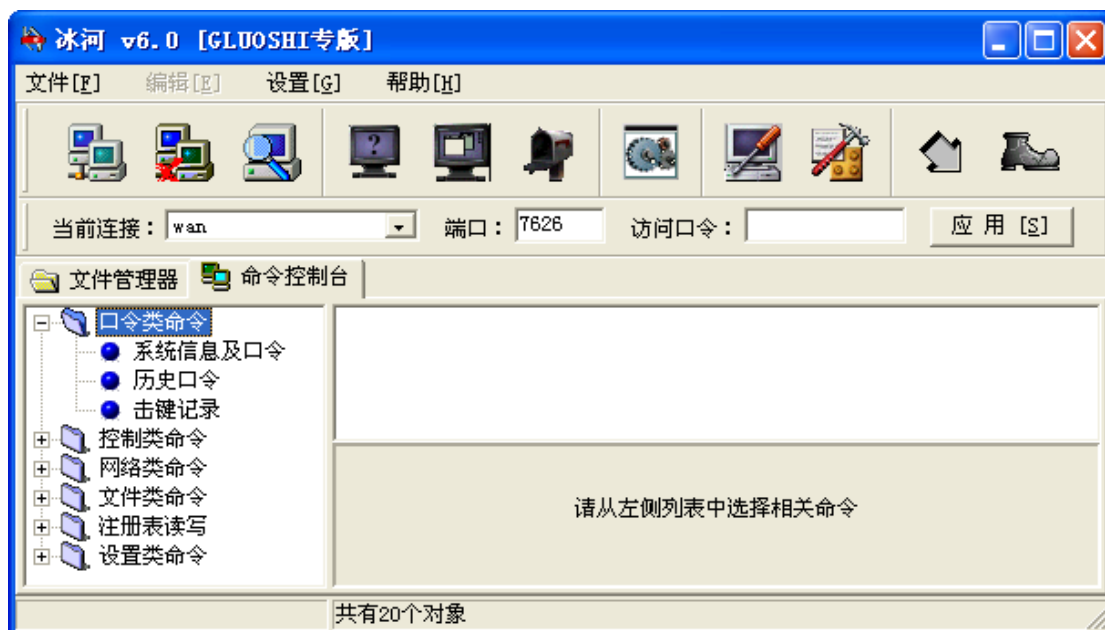 冰河 v6.0 [GLUOSHI专版]
文件[F] 编辑[E] 设置[G] 帮助[H]
?
当前连接： wan 端口： 7626 访问口令： 应 用 [S]
文件管理器 命令控制台
口令类命令
系统信息及口令
历史口令
击键记录
控制类命令
网络类命令
文件类命令
注册表读写
设置类命令
请从左侧列表中选择相关命令
共有20个对象